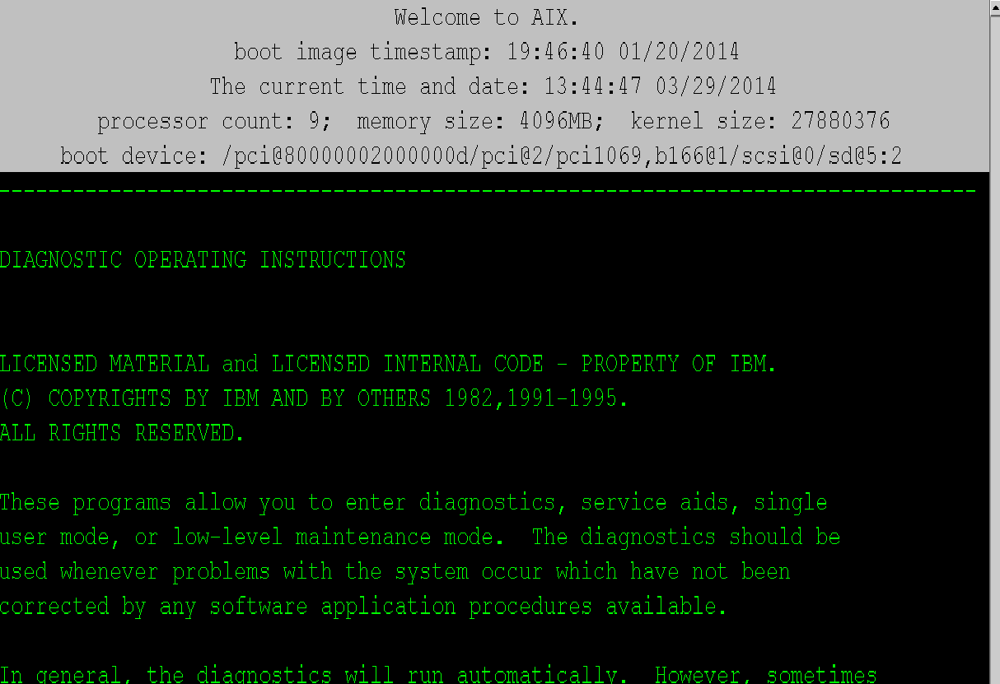 Welcome to AIX.
boot image timestamp: 19:46:40 01/20/2014
The current time and date: 13:44:47 03/29/2014
processor count: 9;  memory size: 4096MB;  kernel size: 27880376
boot device: /pci@80000002000000d/pci@2/pci1069,b166@1/scsi@0/sd@5:2
-------------------------------------------------------------------------------
DIAGNOSTIC OPERATING INSTRUCTIONS
LICENSED MATERIAL and LICENSED INTERNAL CODE - PROPERTY OF IBM.
(C) COPYRIGHTS BY IBM AND BY OTHERS 1982,1991-1995.
ALL RIGHTS RESERVED.
These programs allow you to enter diagnostics, service aids, single
user mode, or low-level maintenance mode.  The diagnostics should be
used whenever problems with the system occur which have not been
corrected by any software application procedures available.
In general, the diagnostics will run automatically.  However, sometimes